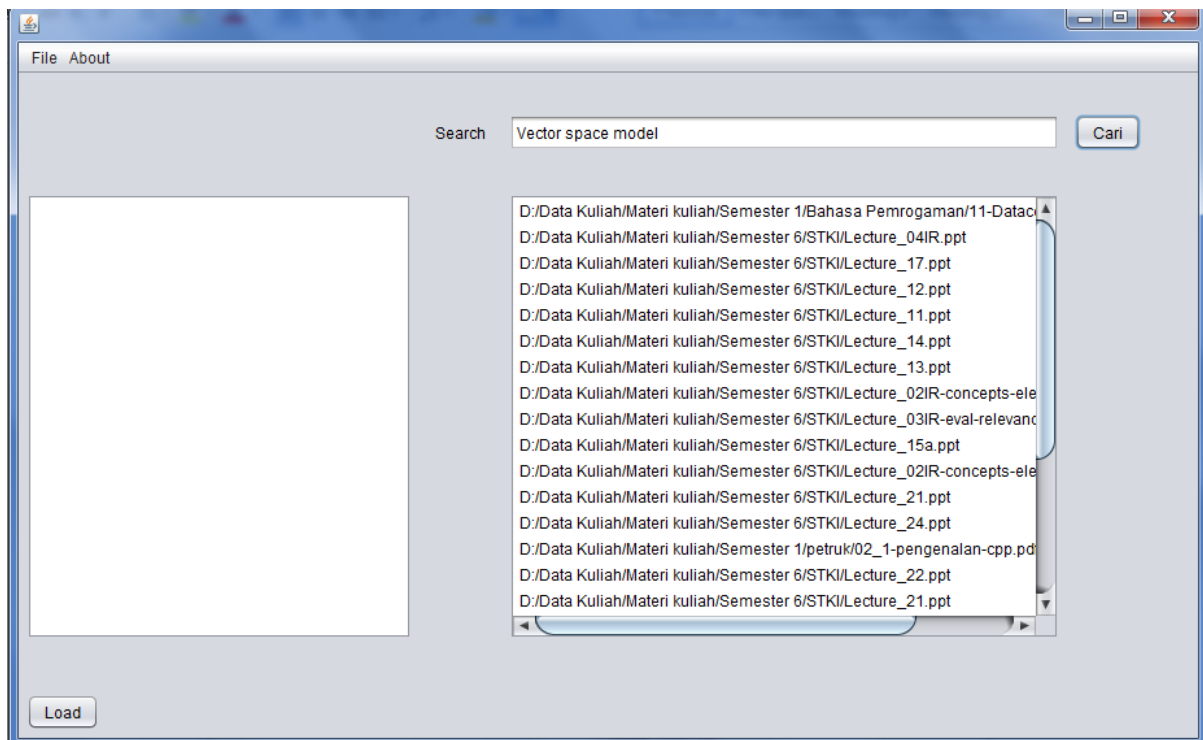 File About
Search Vector space model Cari
D:/Data Kuliah/Materi kuliah/Semester 1/Bahasa Pemrogaman/11-Datac
D:/Data Kuliah/Materi kuliah/Semester 6/STKI/Lecture_04IR.ppt
D:/Data Kuliah/Materi kuliah/Semester 6/STKI/Lecture_17.ppt
D:/Data Kuliah/Materi kuliah/Semester 6/STKI/Lecture_12.ppt
D:/Data Kuliah/Materi kuliah/Semester 6/STKI/Lecture_11.ppt
D:/Data Kuliah/Materi kuliah/Semester 6/STKI/Lecture_14.ppt
D:/Data Kuliah/Materi kuliah/Semester 6/STKI/Lecture_13.ppt
D:/Data Kuliah/Materi kuliah/Semester 6/STKI/Lecture_02IR-concepts-ele
D:/Data Kuliah/Materi kuliah/Semester 6/STKI/Lecture_03IR-eval-relevanc
D:/Data Kuliah/Materi kuliah/Semester 6/STKI/Lecture_15a.ppt
D:/Data Kuliah/Materi kuliah/Semester 6/STKI/Lecture_02IR-concepts-ele
D:/Data Kuliah/Materi kuliah/Semester 6/STKI/Lecture_21.ppt
D:/Data Kuliah/Materi kuliah/Semester 6/STKI/Lecture_24.ppt
D:/Data Kuliah/Materi kuliah/Semester 1/petruk/02_1-pengenalan-cpp.pdf
D:/Data Kuliah/Materi kuliah/Semester 6/STKI/Lecture_22.ppt
D:/Data Kuliah/Materi kuliah/Semester 6/STKI/Lecture_21.ppt
Load